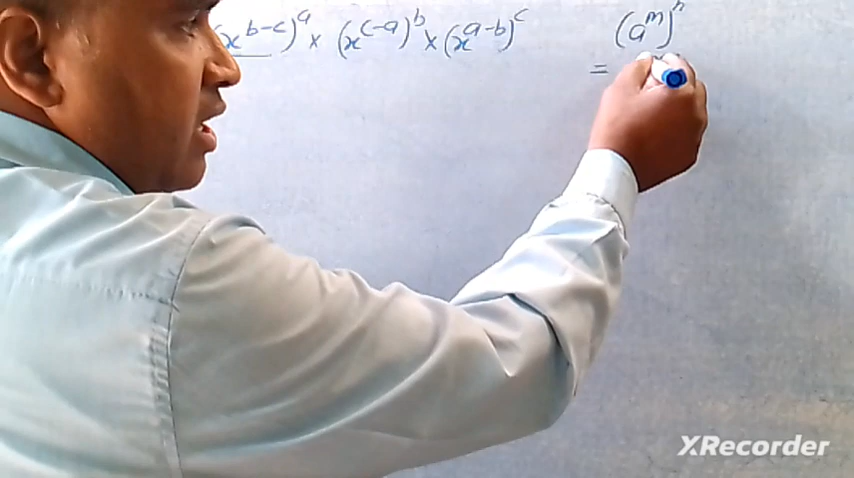 (x^{b-c})^a × (x^{c-a})^b × (x^{a-b})^c (a^m)^n
=
XRecorder